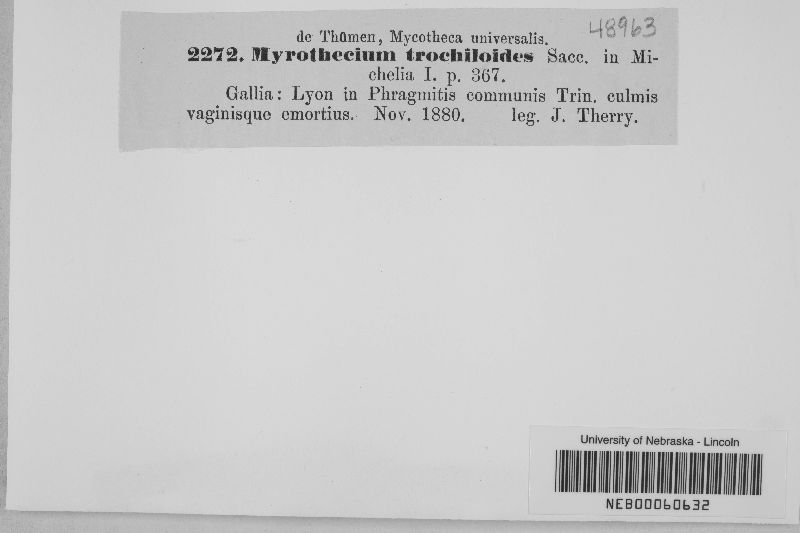 de Thümen, Mycotheca universalis.
48963
2272. Myrothecium trochiloides Sacc. in Mi-
chelia I. p. 367.
Gallia: Lyon in Phragmitis communis Trin. culmis
vaginisque emortius. Nov. 1880. leg. J. Therry.
University of Nebraska - Lincoln
NEB00060632